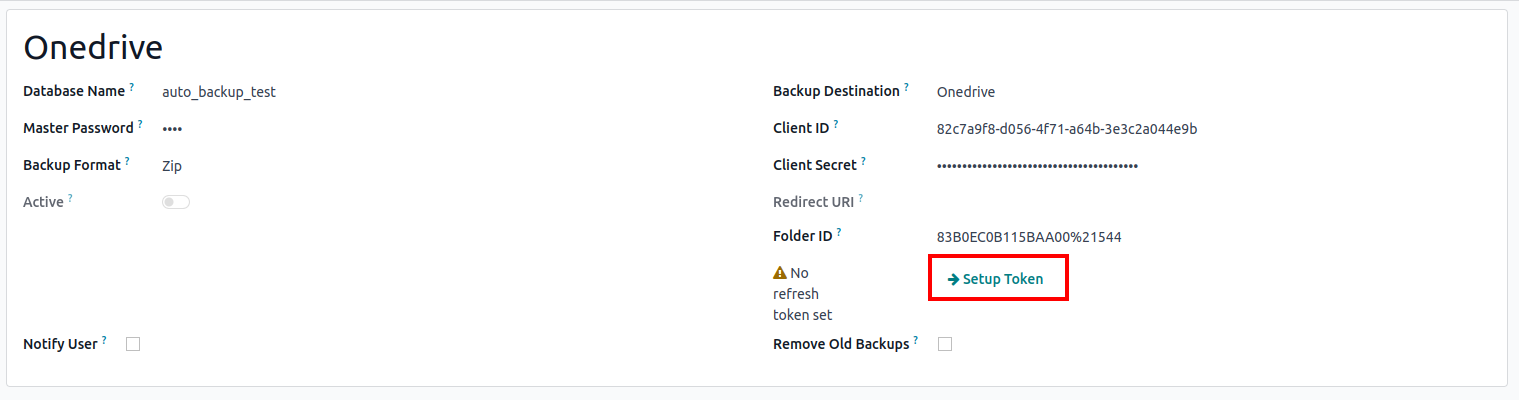 Onedrive
Database Name ? auto_backup_test
Master Password ? ••••
Backup Format ? Zip
Active ?
Backup Destination ? Onedrive
Client ID ? 82c7a9f8-d056-4f71-a64b-3e3c2a044e9b
Client Secret ? ••••••••••••••••••••••••••••••••••••••••
Redirect URI ?
Folder ID ? 83B0EC0B115BAA00%21544
No
refresh
token set
→ Setup Token
Notify User ?
Remove Old Backups ?